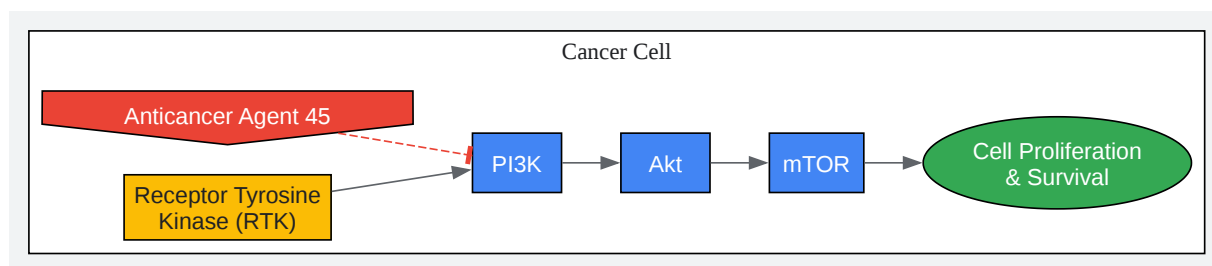 Cancer Cell
Anticancer Agent 45
Receptor Tyrosine
Kinase (RTK)
PI3K
Akt
mTOR
Cell Proliferation
& Survival